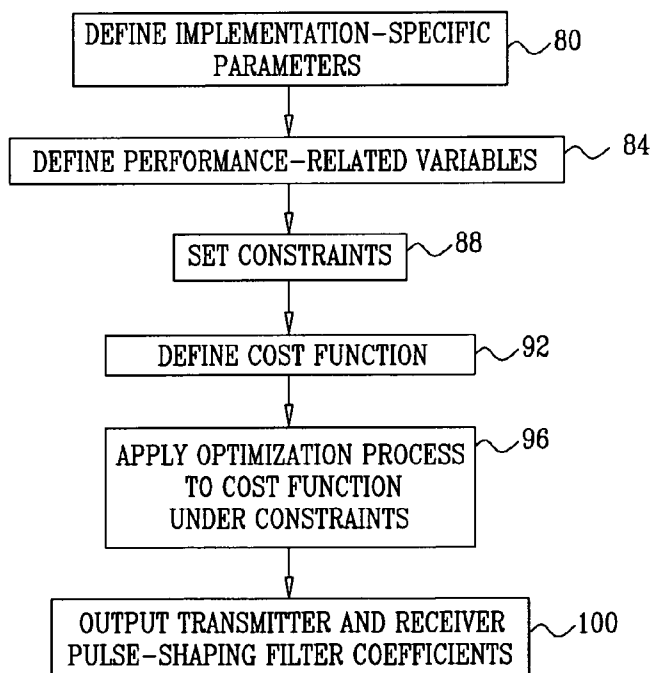 DEFINE IMPLEMENTATION-SPECIFIC
PARAMETERS
80
DEFINE PERFORMANCE-RELATED VARIABLES
84
SET CONSTRAINTS
88
DEFINE COST FUNCTION
92
APPLY OPTIMIZATION PROCESS
TO COST FUNCTION
UNDER CONSTRAINTS
96
OUTPUT TRANSMITTER AND RECEIVER
PULSE-SHAPING FILTER COEFFICIENTS
100